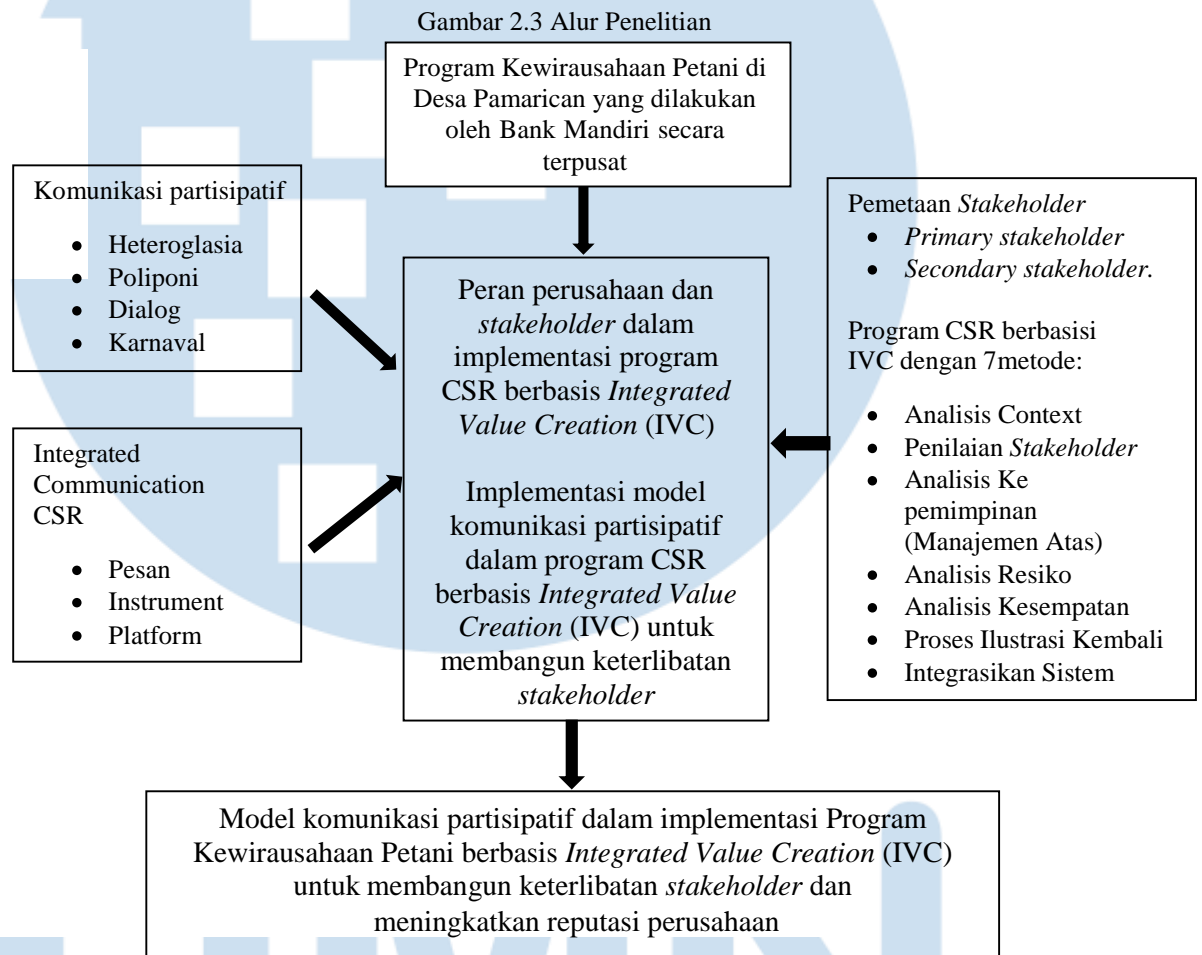 Gambar 2.3 Alur Penelitian
Program Kewirausahaan Petani di
Desa Pamarican yang dilakukan
oleh Bank Mandiri secara
terpusat
Komunikasi partisipatif
• Heteroglasia
• Poliponi
• Dialog
• Karnaval
Integrated
Communication
CSR
• Pesan
• Instrument
• Platform
Peran perusahaan dan
stakeholder dalam
implementasi program
CSR berbasis Integrated
Value Creation (IVC)
Implementasi model
komunikasi partisipatif
dalam program CSR
berbasis Integrated Value
Creation (IVC) untuk
membangun keterlibatan
stakeholder
Pemetaan Stakeholder
• Primary stakeholder
• Secondary stakeholder.
Program CSR berbasisi
IVC dengan 7metode:
• Analisis Context
• Penilaian Stakeholder
• Analisis Ke
pemimpinan
(Manajemen Atas)
• Analisis Resiko
• Analisis Kesempatan
• Proses Ilustrasi Kembali
• Integrasikan Sistem
Model komunikasi partisipatif dalam implementasi Program
Kewirausahaan Petani berbasis Integrated Value Creation (IVC)
untuk membangun keterlibatan stakeholder dan
meningkatkan reputasi perusahaan